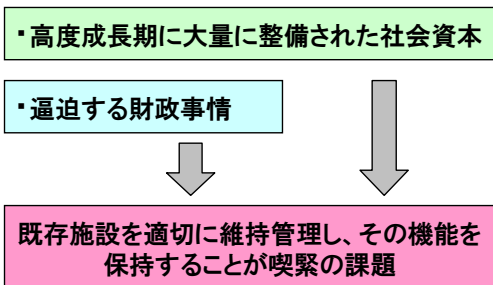 ・高度成長期に大量に整備された社会資本
・逼迫する財政事情
既存施設を適切に維持管理し、その機能を
保持することが喫緊の課題